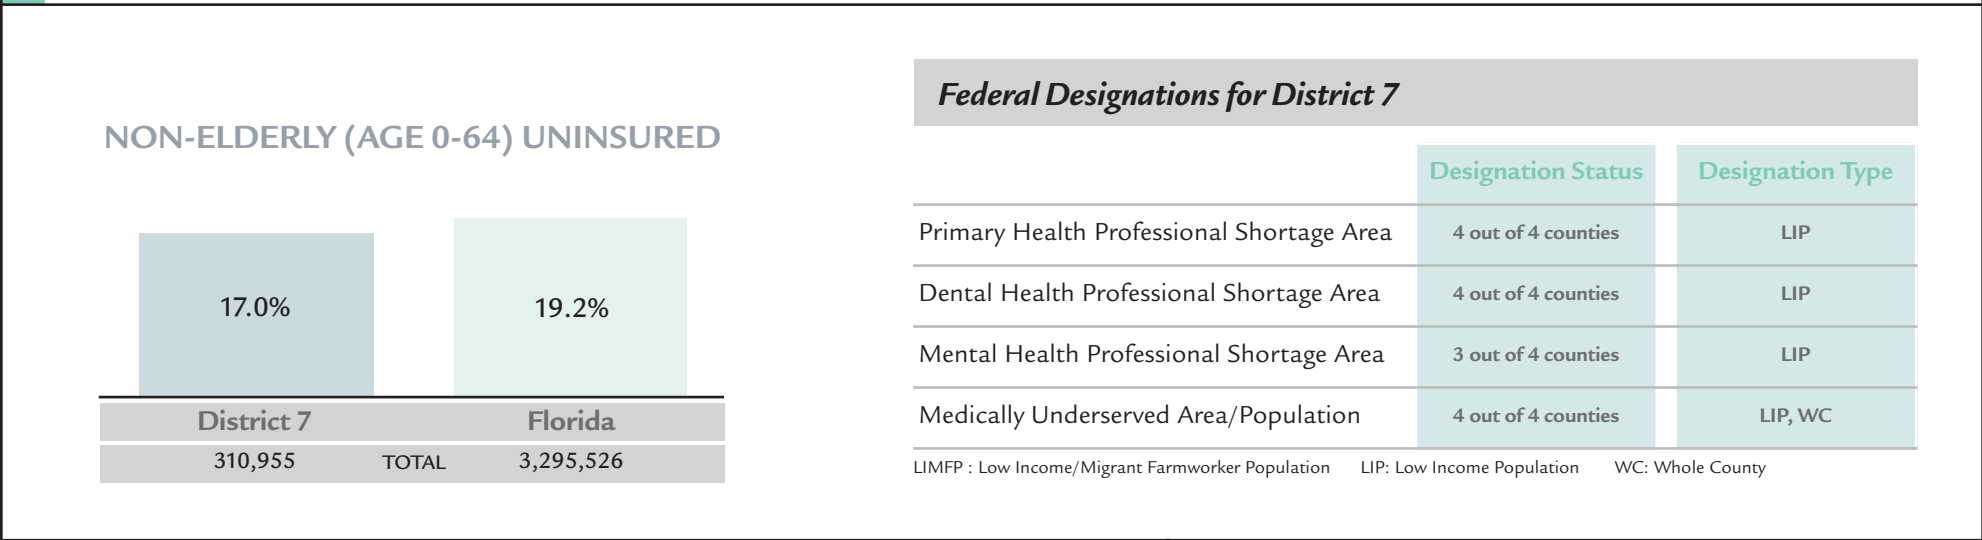 NON-ELDERLY (AGE 0-64) UNINSURED
17.0%
19.2%
District 7
Florida
310,955 TOTAL 3,295,526
Federal Designations for District 7
Designation Status Designation Type
Primary Health Professional Shortage Area 4 out of 4 counties LIP
Dental Health Professional Shortage Area 4 out of 4 counties LIP
Mental Health Professional Shortage Area 3 out of 4 counties LIP
Medically Underserved Area/Population 4 out of 4 counties LIP, WC
LIMFP : Low Income/Migrant Farmworker Population LIP: Low Income Population WC: Whole County